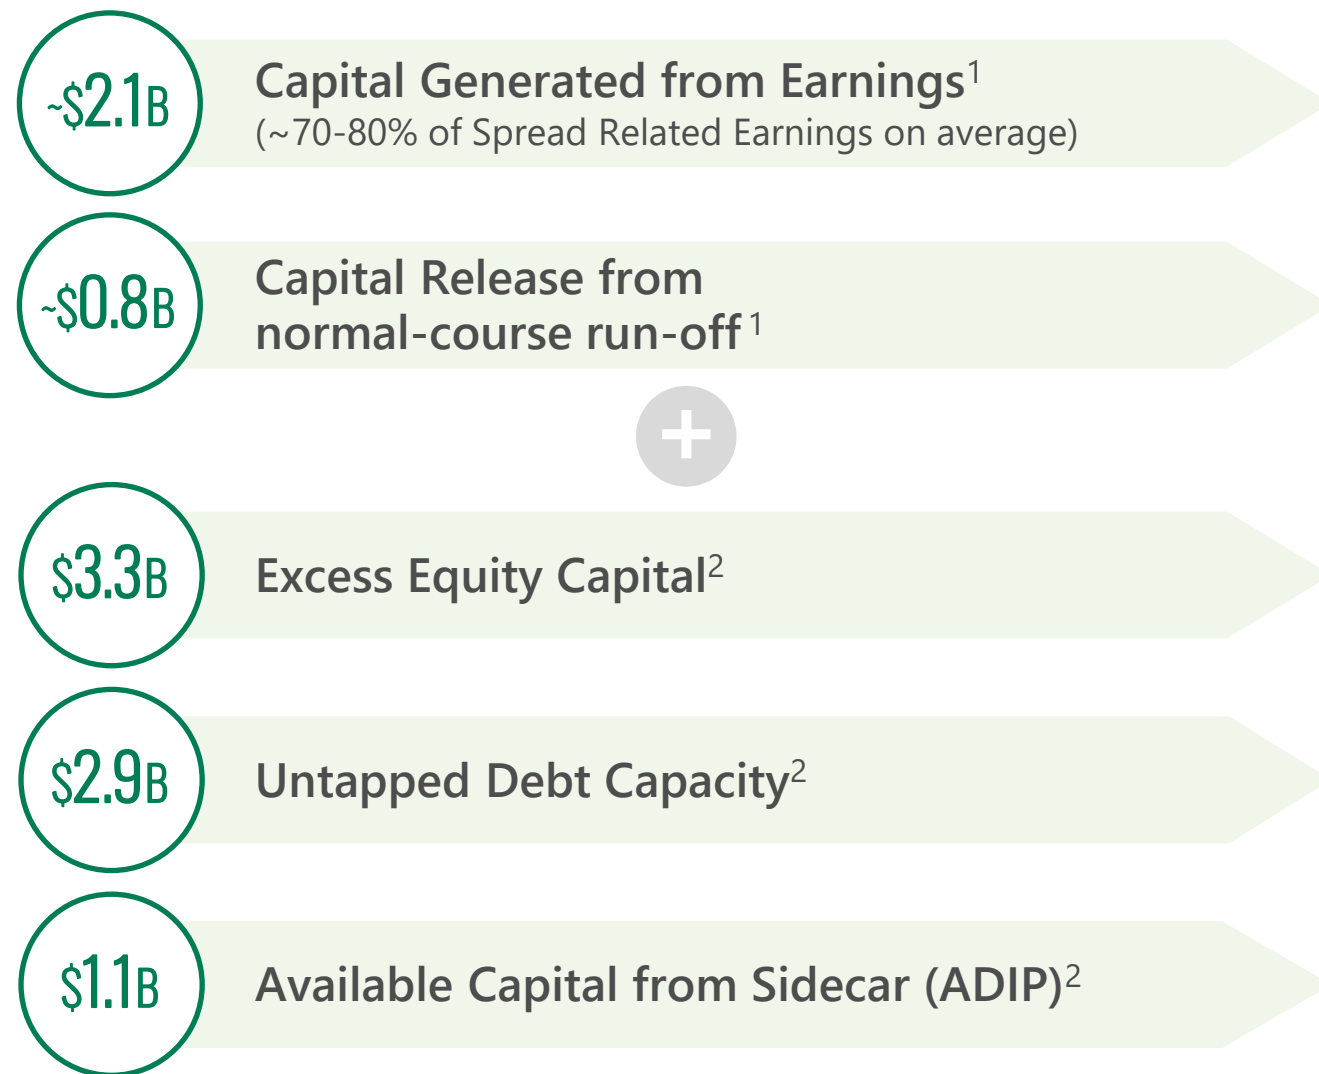 ~$2.1B
Capital Generated from Earnings1
(~70-80% of Spread Related Earnings on average)
~$0.8B
Capital Release from
normal-course run-off 1
+
$3.3B
Excess Equity Capital2
$2.9B
Untapped Debt Capacity2
$1.1B
Available Capital from Sidecar (ADIP)2